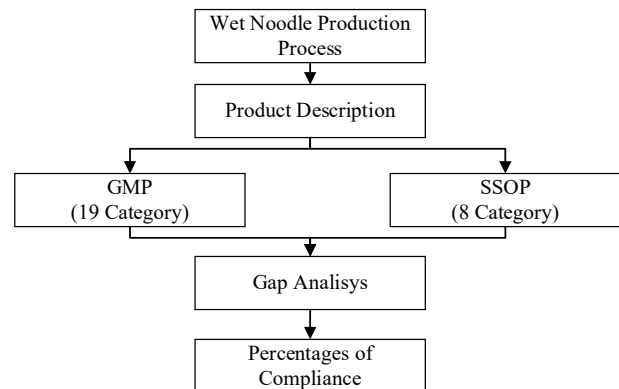 Wet Noodle Production
Process
Product Description
GMP
(19 Category)
SSOP
(8 Category)
Gap Analisys
Percentages of
Compliance